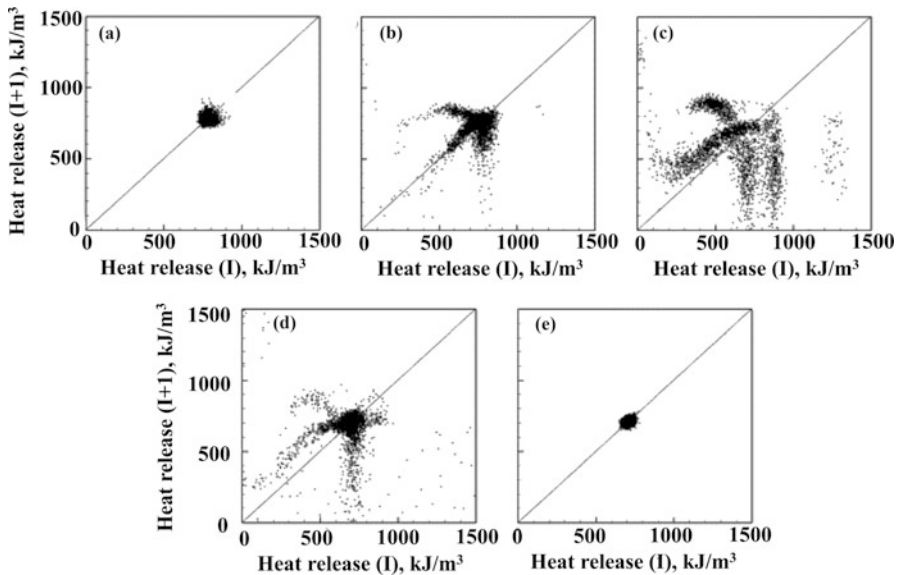 (a)
Heat release (I+1), kJ/m³
1500
1000
500
0
0 500 1000 1500
Heat release (I), kJ/m³
(b)
0 500 1000 1500
Heat release (I), kJ/m³
(c)
0 500 1000 1500
Heat release (I), kJ/m³
(d)
Heat release (I+1), kJ/m³
1500
1000
500
0
0 500 1000 1500
Heat release (I), kJ/m³
(e)
0 500 1000 1500
Heat release (I), kJ/m³